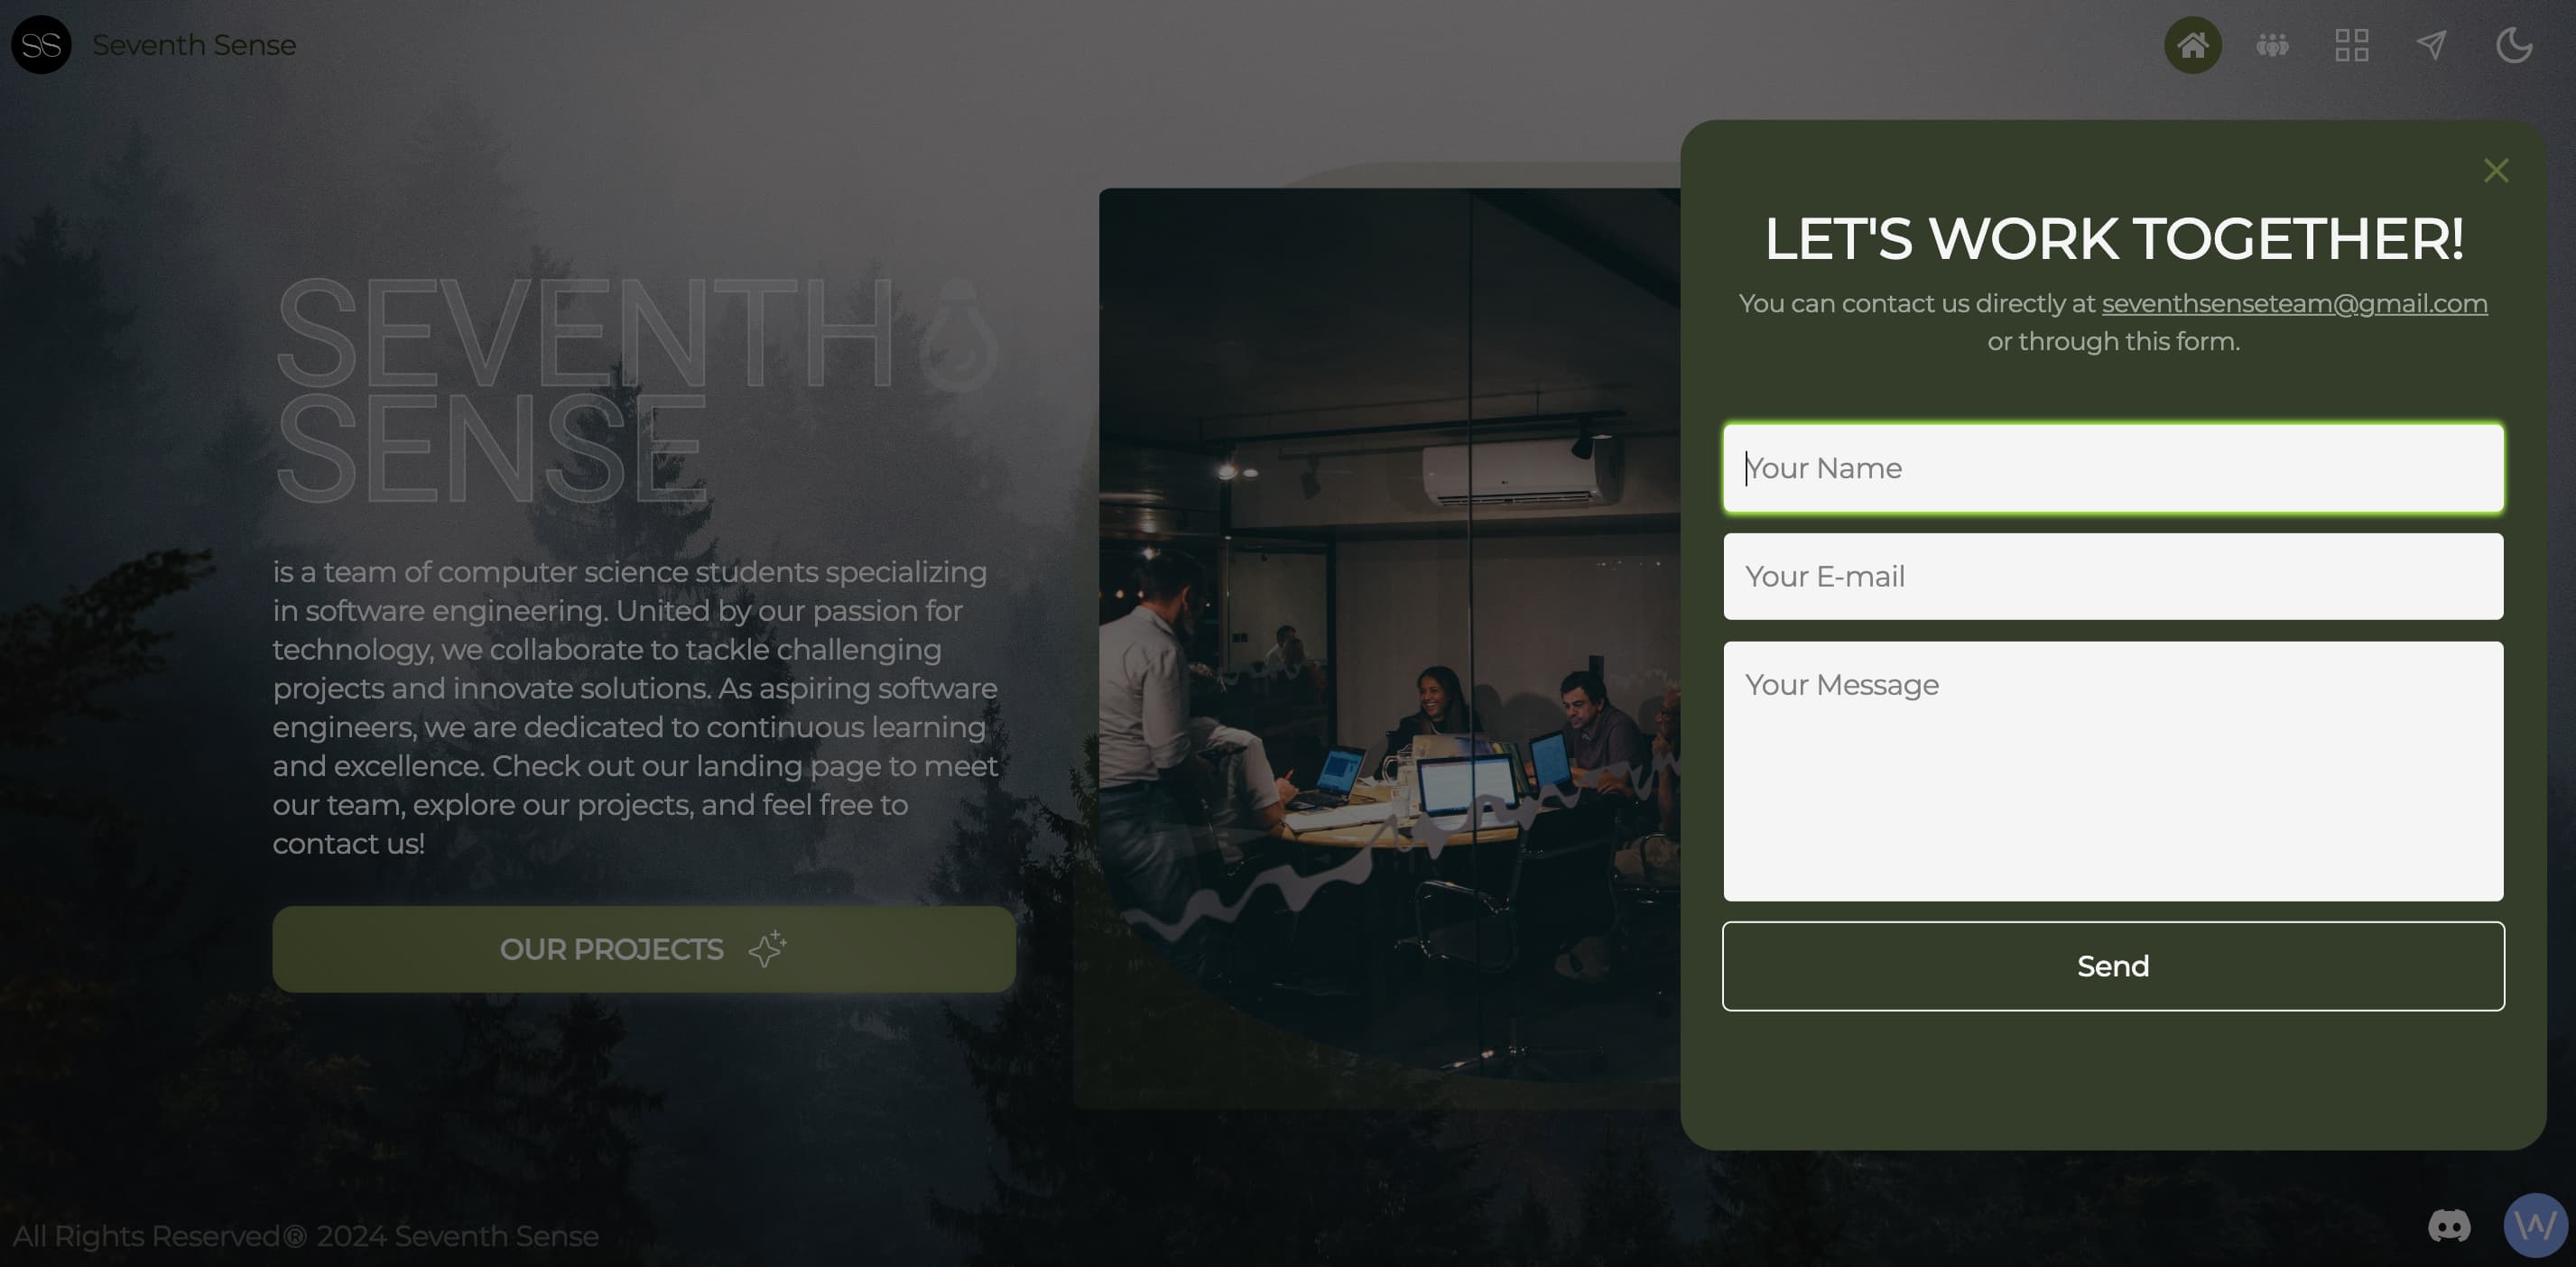 SS Seventh Sense
SEVENTH
SENSE
is a team of computer science students specializing
in software engineering. United by our passion for
technology, we collaborate to tackle challenging
projects and innovate solutions. As aspiring software
engineers, we are dedicated to continuous learning
and excellence. Check out our landing page to meet
our team, explore our projects, and feel free to
contact us!
OUR PROJECTS
LET'S WORK TOGETHER!
You can contact us directly at seventhsenseteam@gmail.com
or through this form.
Your Name
Your E-mail
Your Message
Send
All Rights Reserved® 2024 Seventh Sense
W